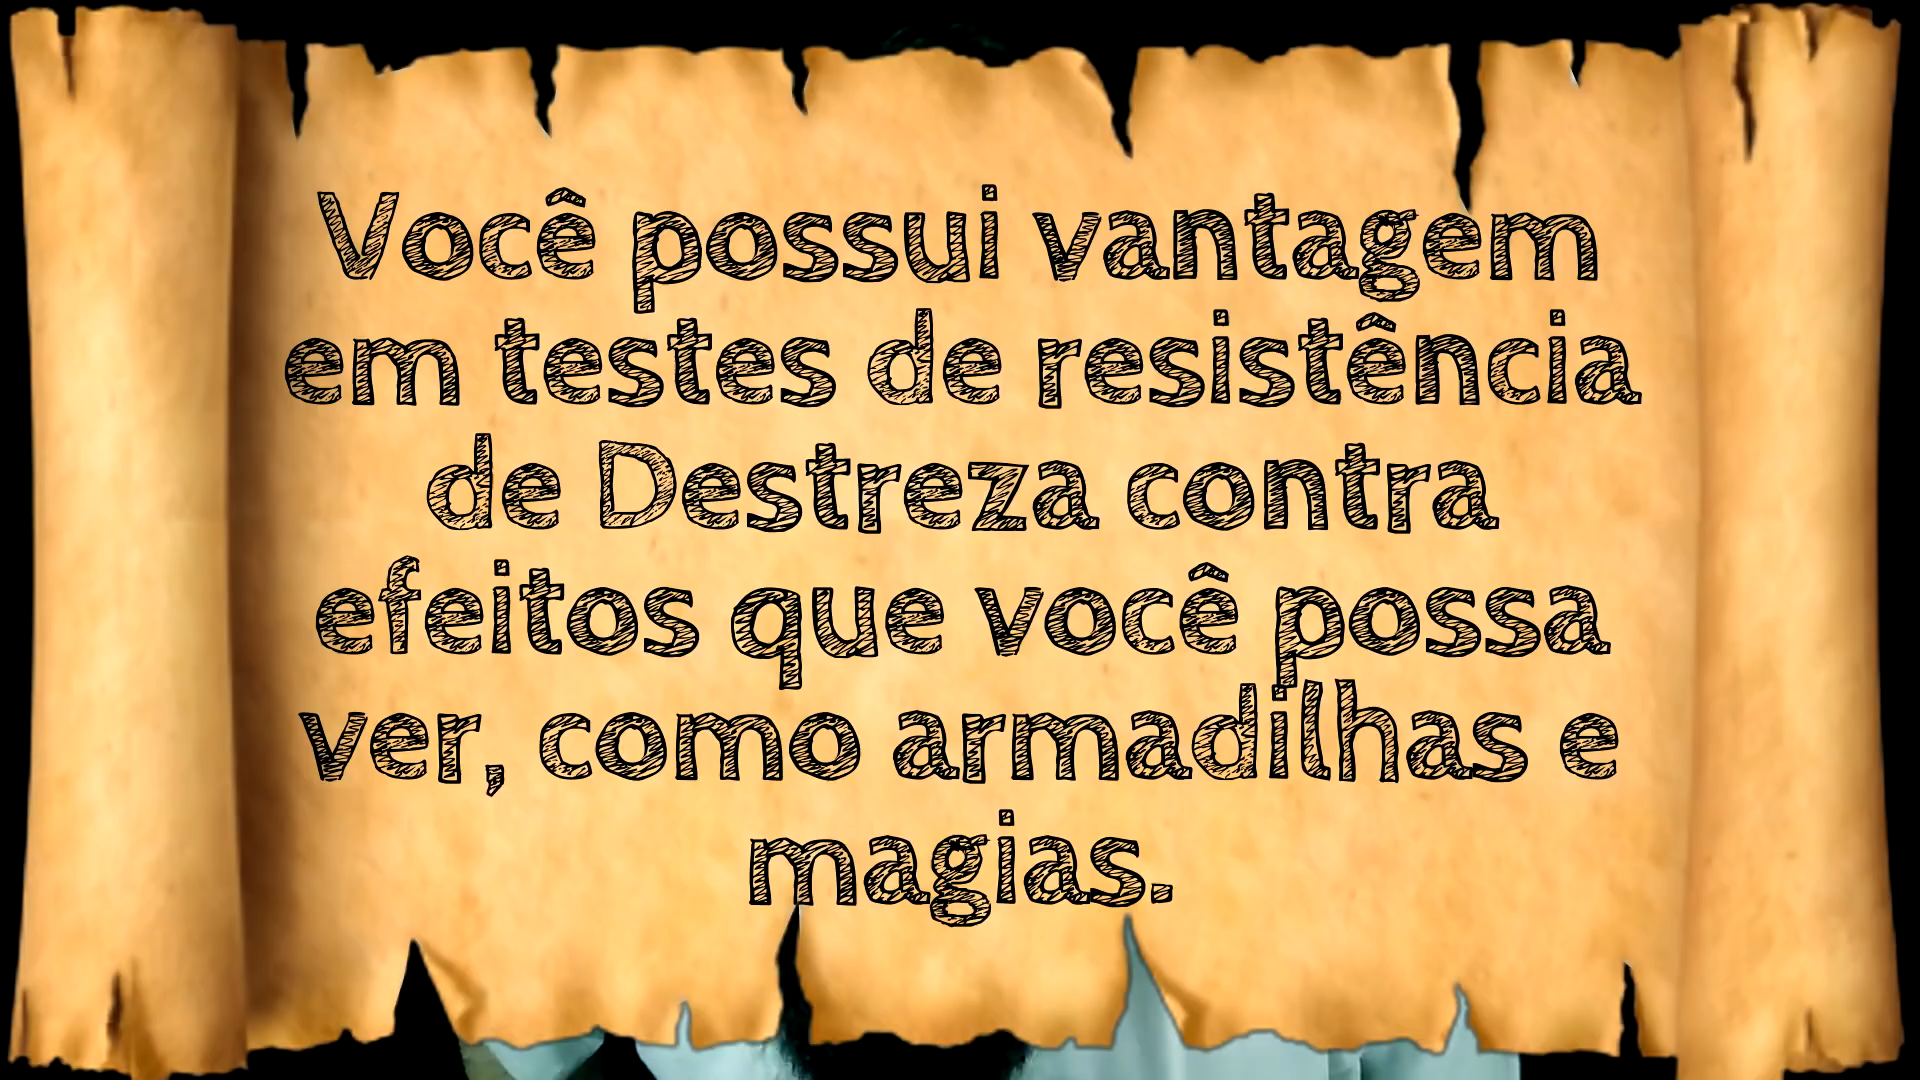 Você possui vantagem
em testes de resistência
de Destreza contra
efeitos que você possa
ver, como armadilhas e
magias.